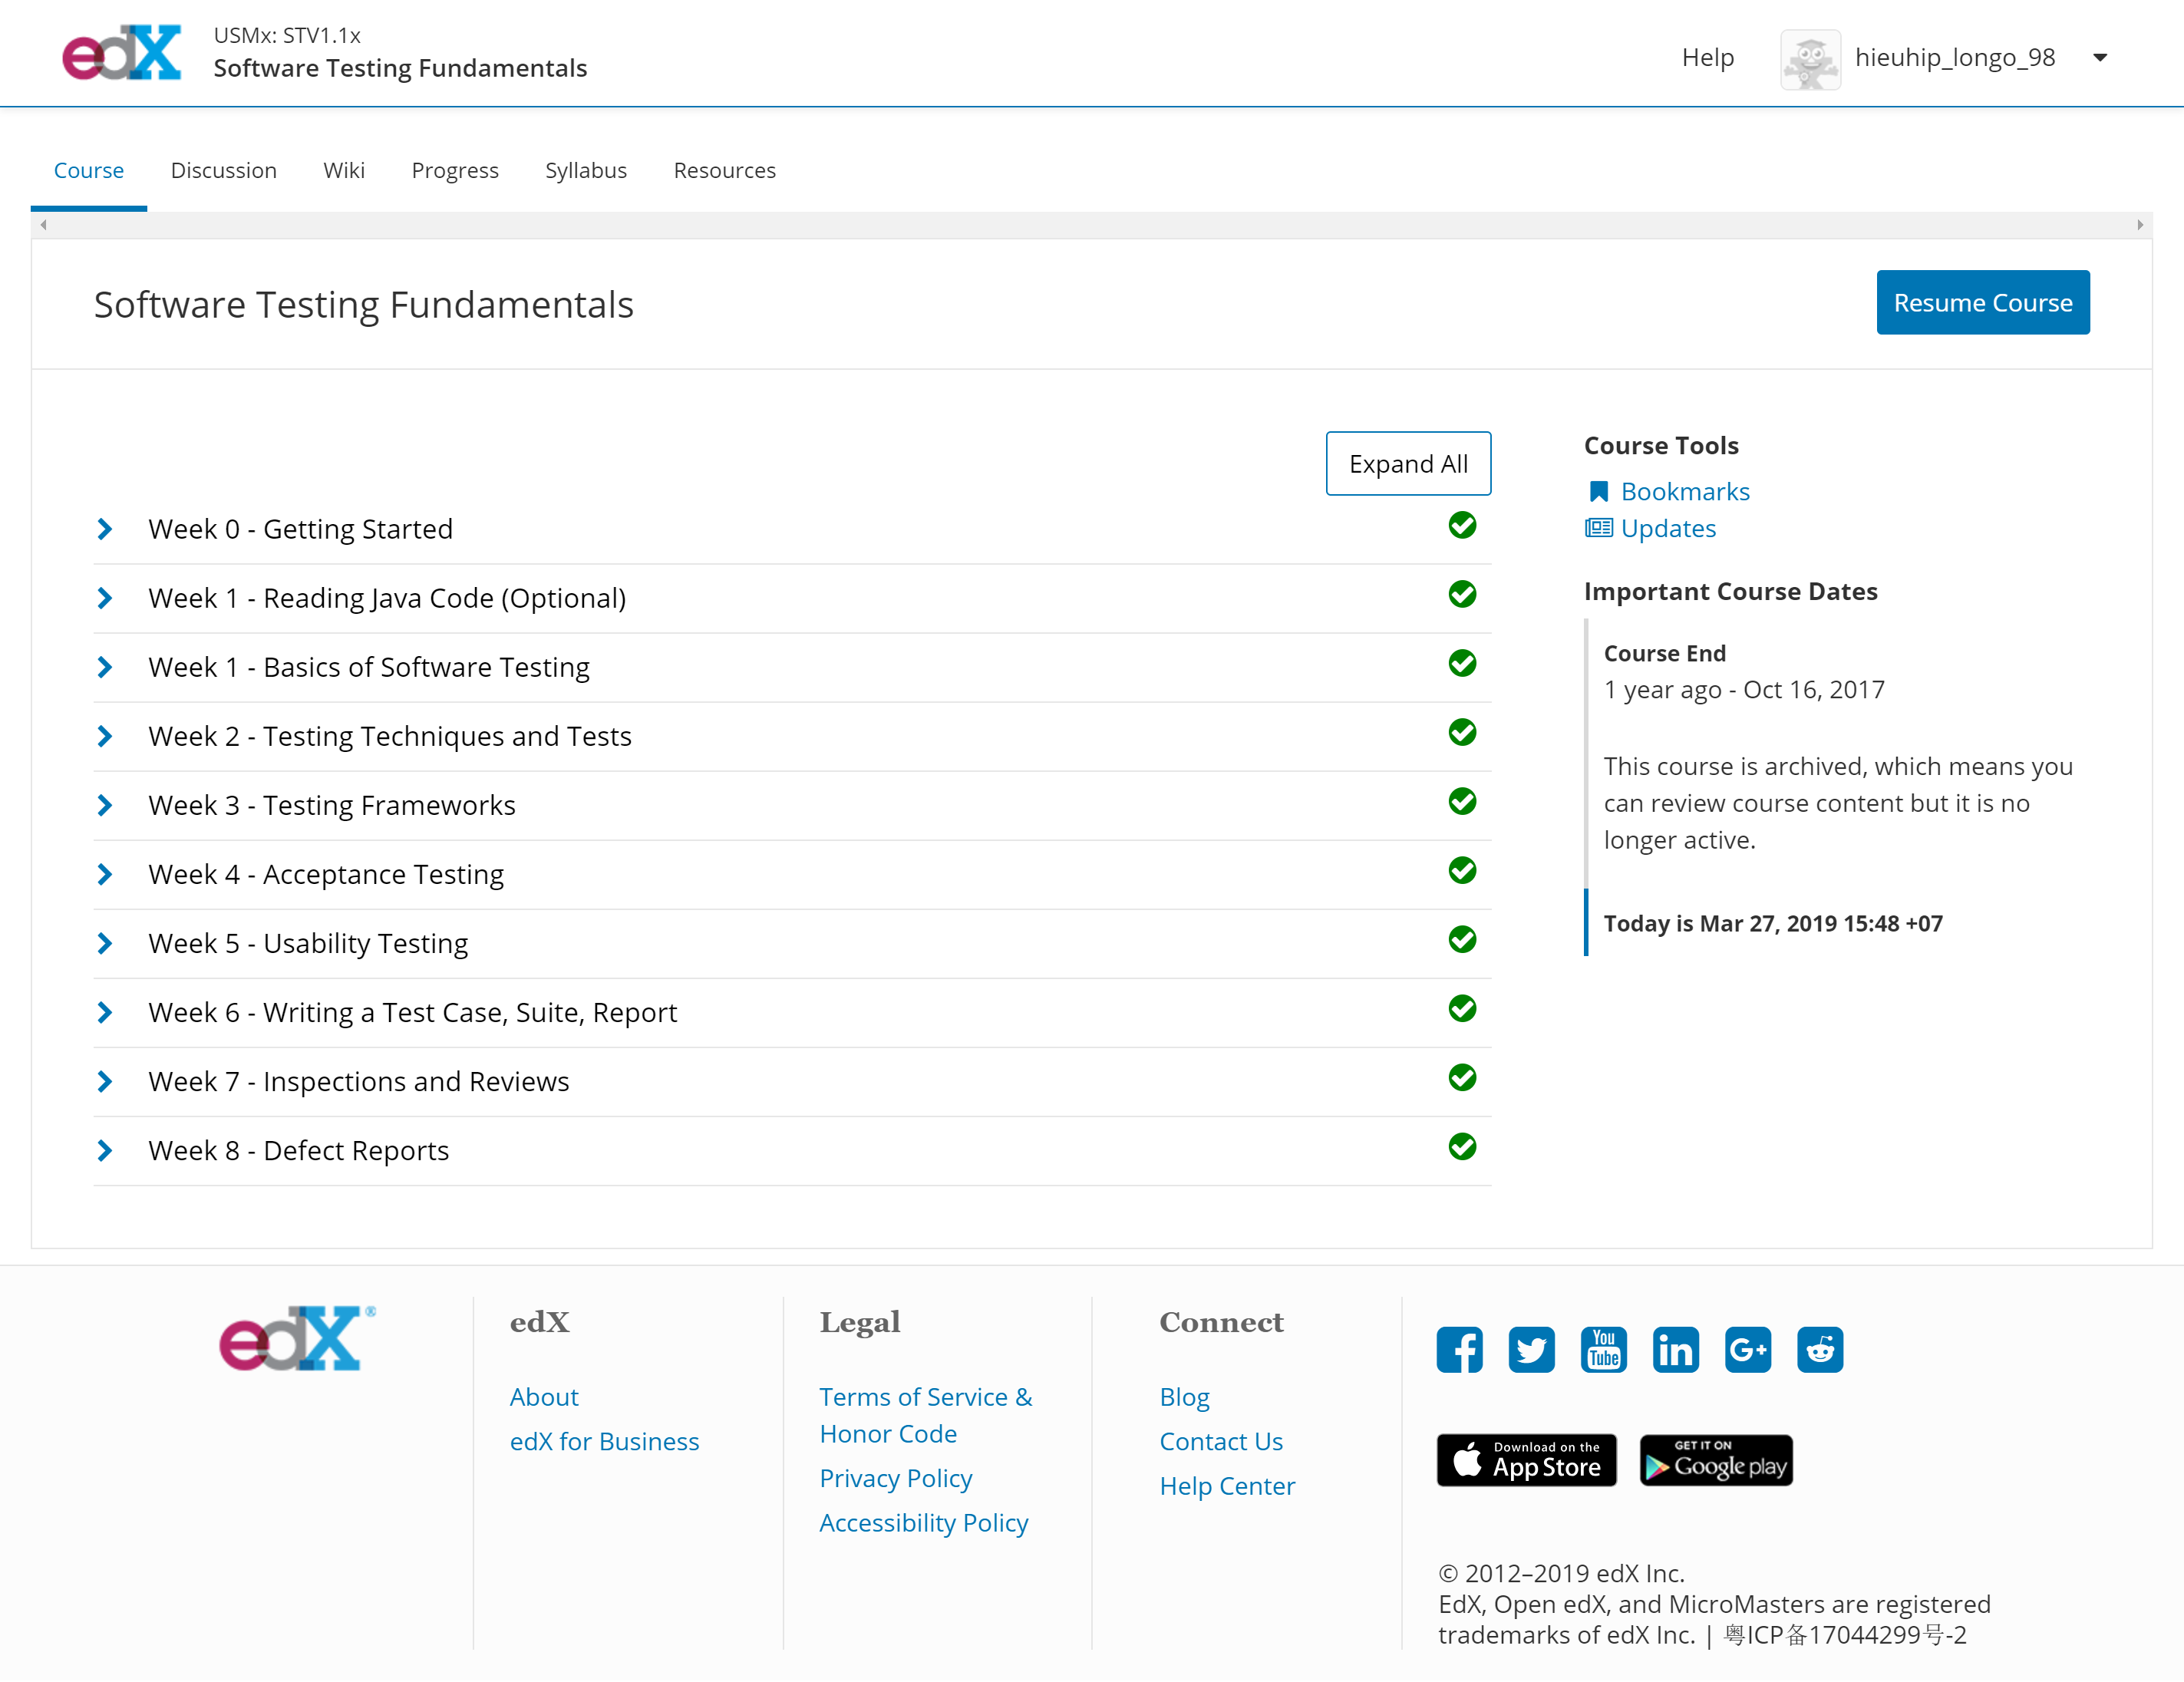 edX
USMx: STV1.1x
Software Testing Fundamentals
Help
hieuhip_longo_98
Course
Discussion
Wiki
Progress
Syllabus
Resources
Software Testing Fundamentals
Resume Course
Expand All
Week 0 - Getting Started
Week 1 - Reading Java Code (Optional)
Week 1 - Basics of Software Testing
Week 2 - Testing Techniques and Tests
Week 3 - Testing Frameworks
Week 4 - Acceptance Testing
Week 5 - Usability Testing
Week 6 - Writing a Test Case, Suite, Report
Week 7 - Inspections and Reviews
Week 8 - Defect Reports
Course Tools
Bookmarks
Updates
Important Course Dates
Course End
1 year ago - Oct 16, 2017
This course is archived, which means you
can review course content but it is no
longer active.
Today is Mar 27, 2019 15:48 +07
edX®
edX
About
edX for Business
Legal
Terms of Service &
Honor Code
Privacy Policy
Accessibility Policy
Connect
Blog
Contact Us
Help Center
You
Tube
in
G+
Download on the
App Store
GET IT ON
Google play
© 2012–2019 edX Inc.
EdX, Open edX, and MicroMasters are registered
trademarks of edX Inc. | 粤ICP备17044299号-2